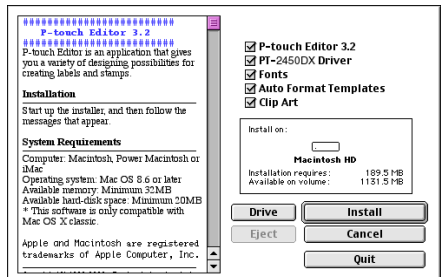 ##########################
P-touch Editor 3.2
##########################
P-touch Editor is an application that gives
you a variety of designing possibilities for
creating labels and stamps.
Installation
Start up the installer, and then follow the
messages that appear.
System Requirements
Computer: Macintosh, Power Macintosh or
iMac
Operating system: Mac OS 8.6 or later
Available memory: Minimum 32MB
Available hard-disk space: Minimum 20MB
* This software is only compatible with
Mac OS X classic.
Apple and Macintosh are registered
trademarks of Apple Computer, Inc.
P-touch Editor 3.2
PT-2450DX Driver
Fonts
Auto Format Templates
Clip Art
Install on:
Macintosh HD
Installation requires: 189.5 MB
Available on volume: 1131.5 MB
Drive
Install
Eject
Cancel
Quit